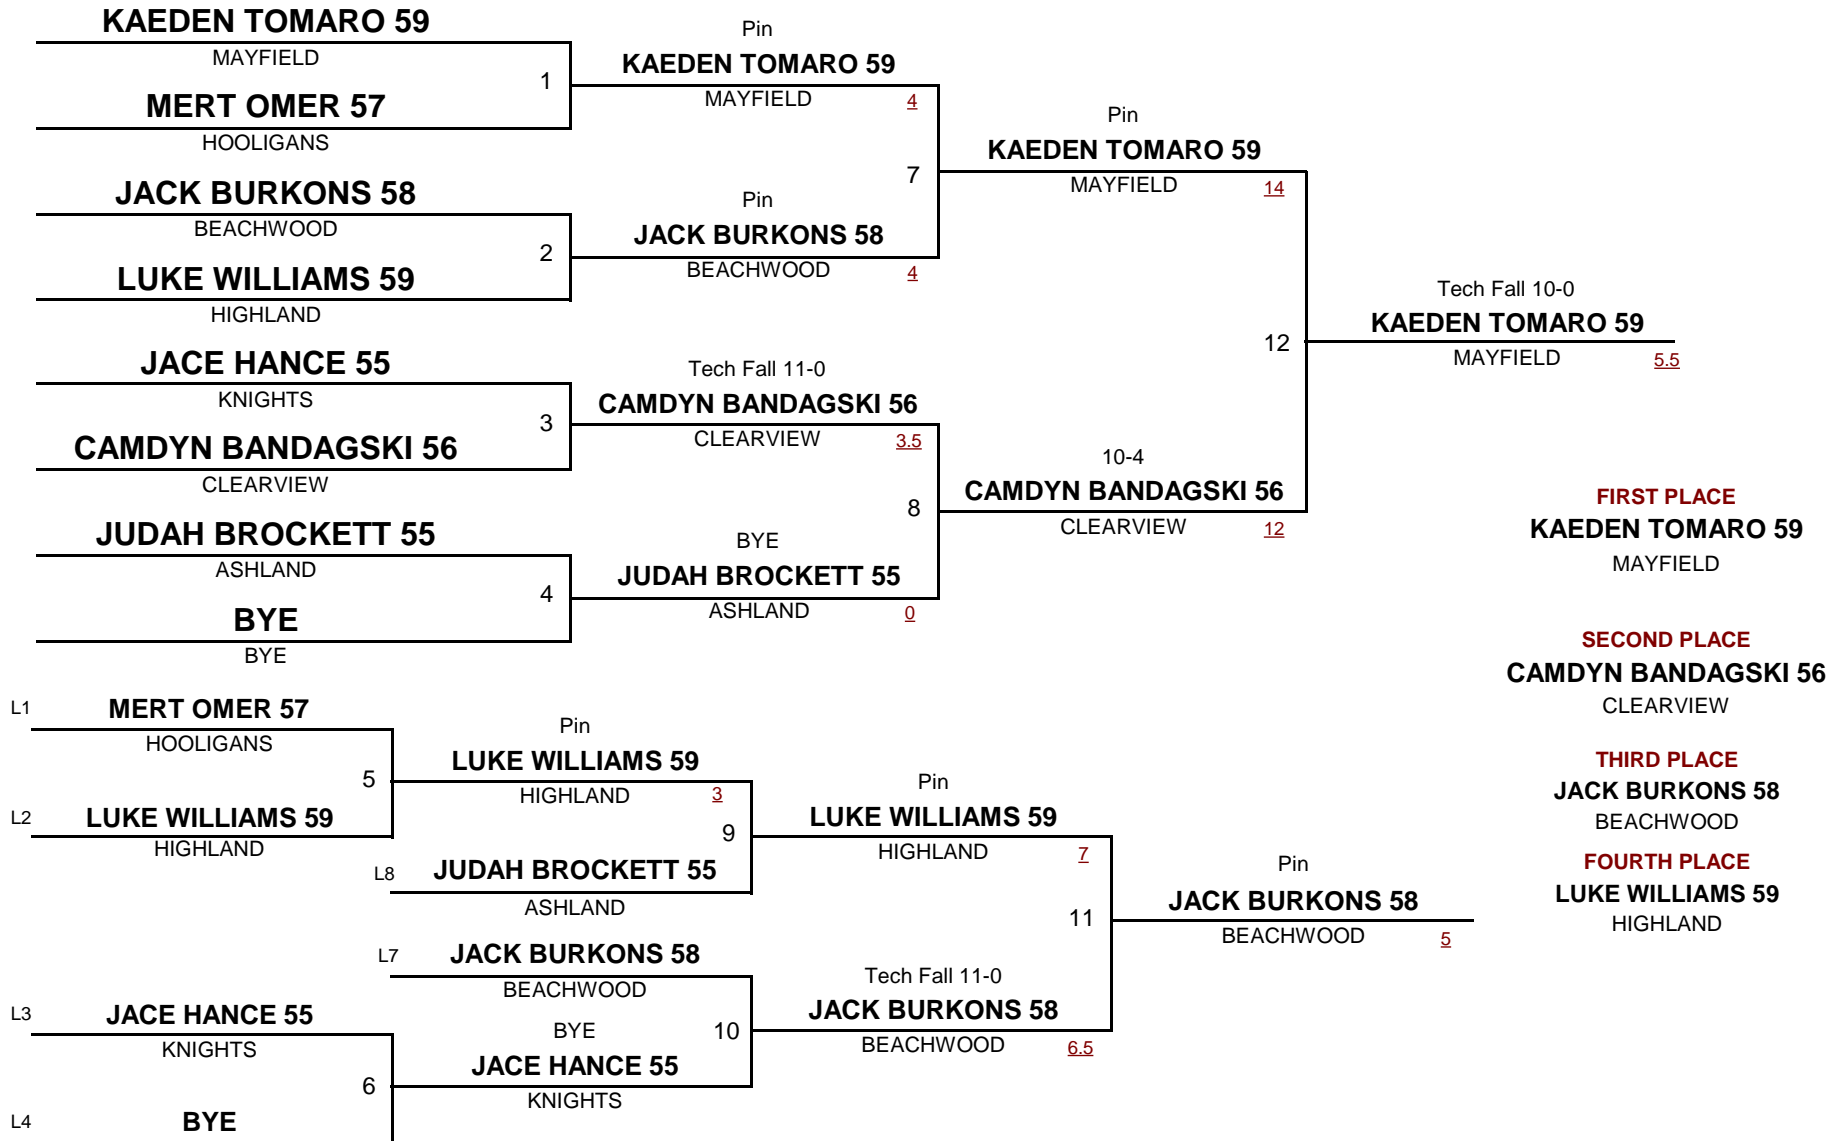 KAEDEN TOMARO 59
MAYFIELD
1
MERT OMER 57
HOOLIGANS
JACK BURKONS 58
BEACHWOOD
2
LUKE WILLIAMS 59
HIGHLAND
JACE HANCE 55
KNIGHTS
3
CAMDYN BANDAGSKI 56
CLEARVIEW
JUDAH BROCKETT 55
ASHLAND
4
BYE
BYE
Pin
KAEDEN TOMARO 59
MAYFIELD 4
7
Pin
JACK BURKONS 58
BEACHWOOD 4
Tech Fall 11-0
CAMDYN BANDAGSKI 56
CLEARVIEW 3.5
8
BYE
JUDAH BROCKETT 55
ASHLAND 0
Pin
KAEDEN TOMARO 59
MAYFIELD 14
12
10-4
CAMDYN BANDAGSKI 56
CLEARVIEW 12
Tech Fall 10-0
KAEDEN TOMARO 59
MAYFIELD 5.5
FIRST PLACE
KAEDEN TOMARO 59
MAYFIELD
SECOND PLACE
CAMDYN BANDAGSKI 56
CLEARVIEW
THIRD PLACE
JACK BURKONS 58
BEACHWOOD
FOURTH PLACE
LUKE WILLIAMS 59
HIGHLAND
L1 MERT OMER 57
HOOLIGANS
5
L2 LUKE WILLIAMS 59
HIGHLAND
Pin
LUKE WILLIAMS 59
HIGHLAND 3
9
L8 JUDAH BROCKETT 55
ASHLAND
L7 JACK BURKONS 58
BEACHWOOD
L3 JACE HANCE 55
KNIGHTS
6
L4 BYE
BYE
JACE HANCE 55
KNIGHTS
10
Pin
LUKE WILLIAMS 59
HIGHLAND 7
11
Tech Fall 11-0
JACK BURKONS 58
BEACHWOOD 6.5
Pin
JACK BURKONS 58
BEACHWOOD 5